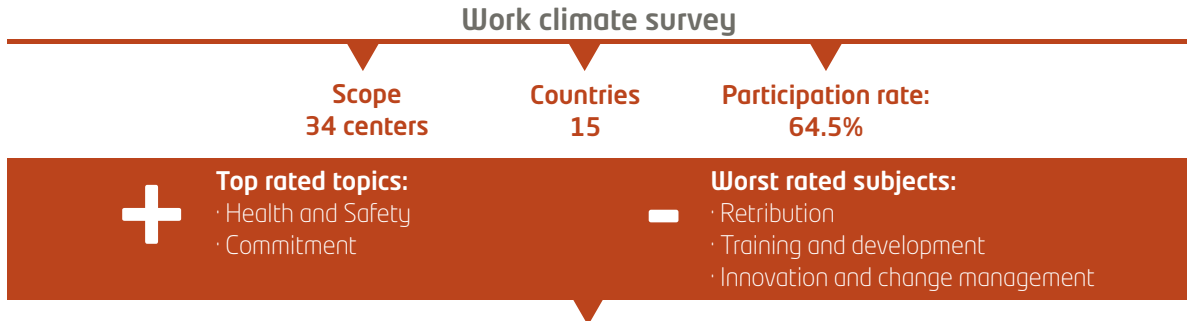 Work climate survey
Scope
34 centers
Countries
15
Participation rate:
64.5%
+
Top rated topics:
· Health and Safety
· Commitment
-
Worst rated subjects:
· Retribution
· Training and development
· Innovation and change management